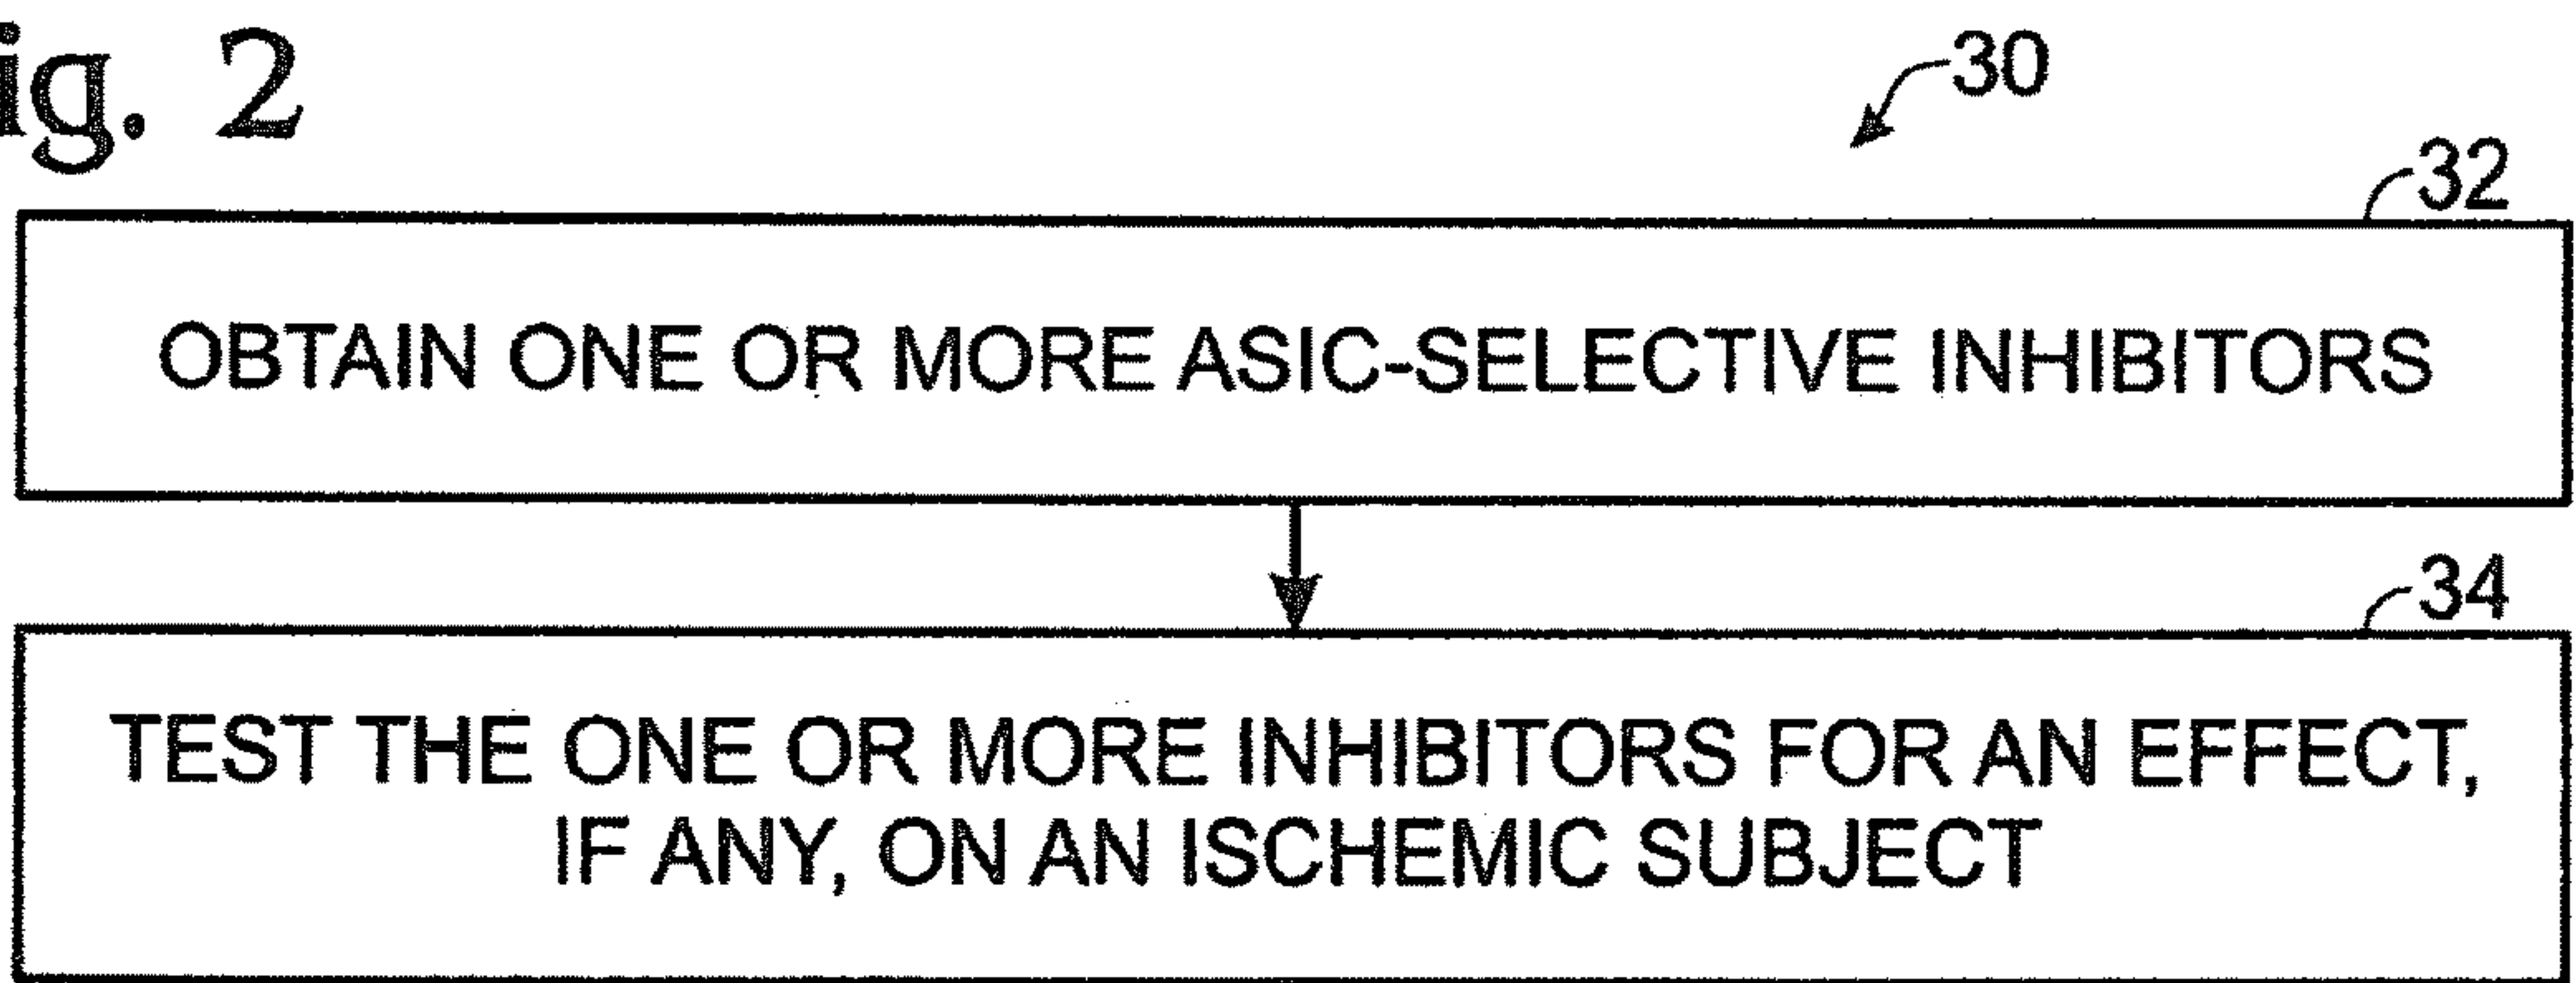 ig. 2
30
32
OBTAIN ONE OR MORE ASIC-SELECTIVE INHIBITORS
34
TEST THE ONE OR MORE INHIBITORS FOR AN EFFECT,
IF ANY, ON AN ISCHEMIC SUBJECT